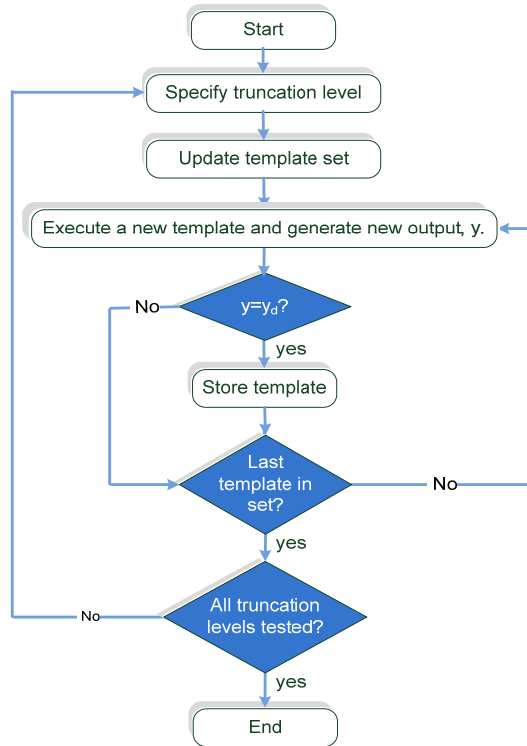 Start
Specify truncation level
Update template set
Execute a new template and generate new output, y.
No
y=yd?
yes
Store template
Last
template in
set?
No
yes
All truncation
levels tested?
No
yes
End